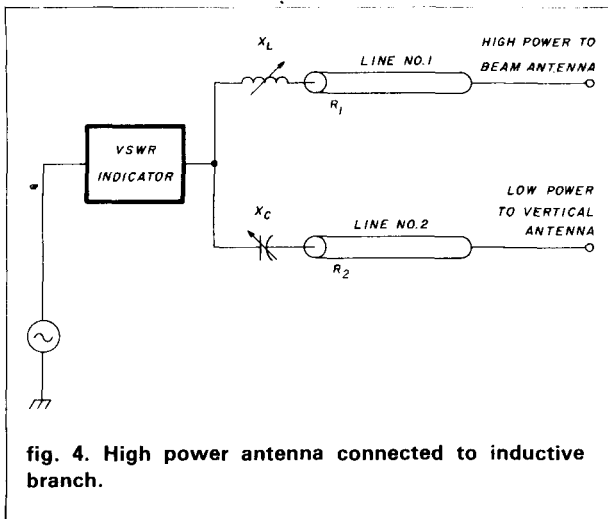 X_L
LINE NO.1
HIGH POWER TO
BEAM ANTENNA
R_1
VSWR
INDICATOR
X_C
LINE NO.2
LOW POWER
TO VERTICAL
ANTENNA
R_2
fig. 4. High power antenna connected to inductive
branch.